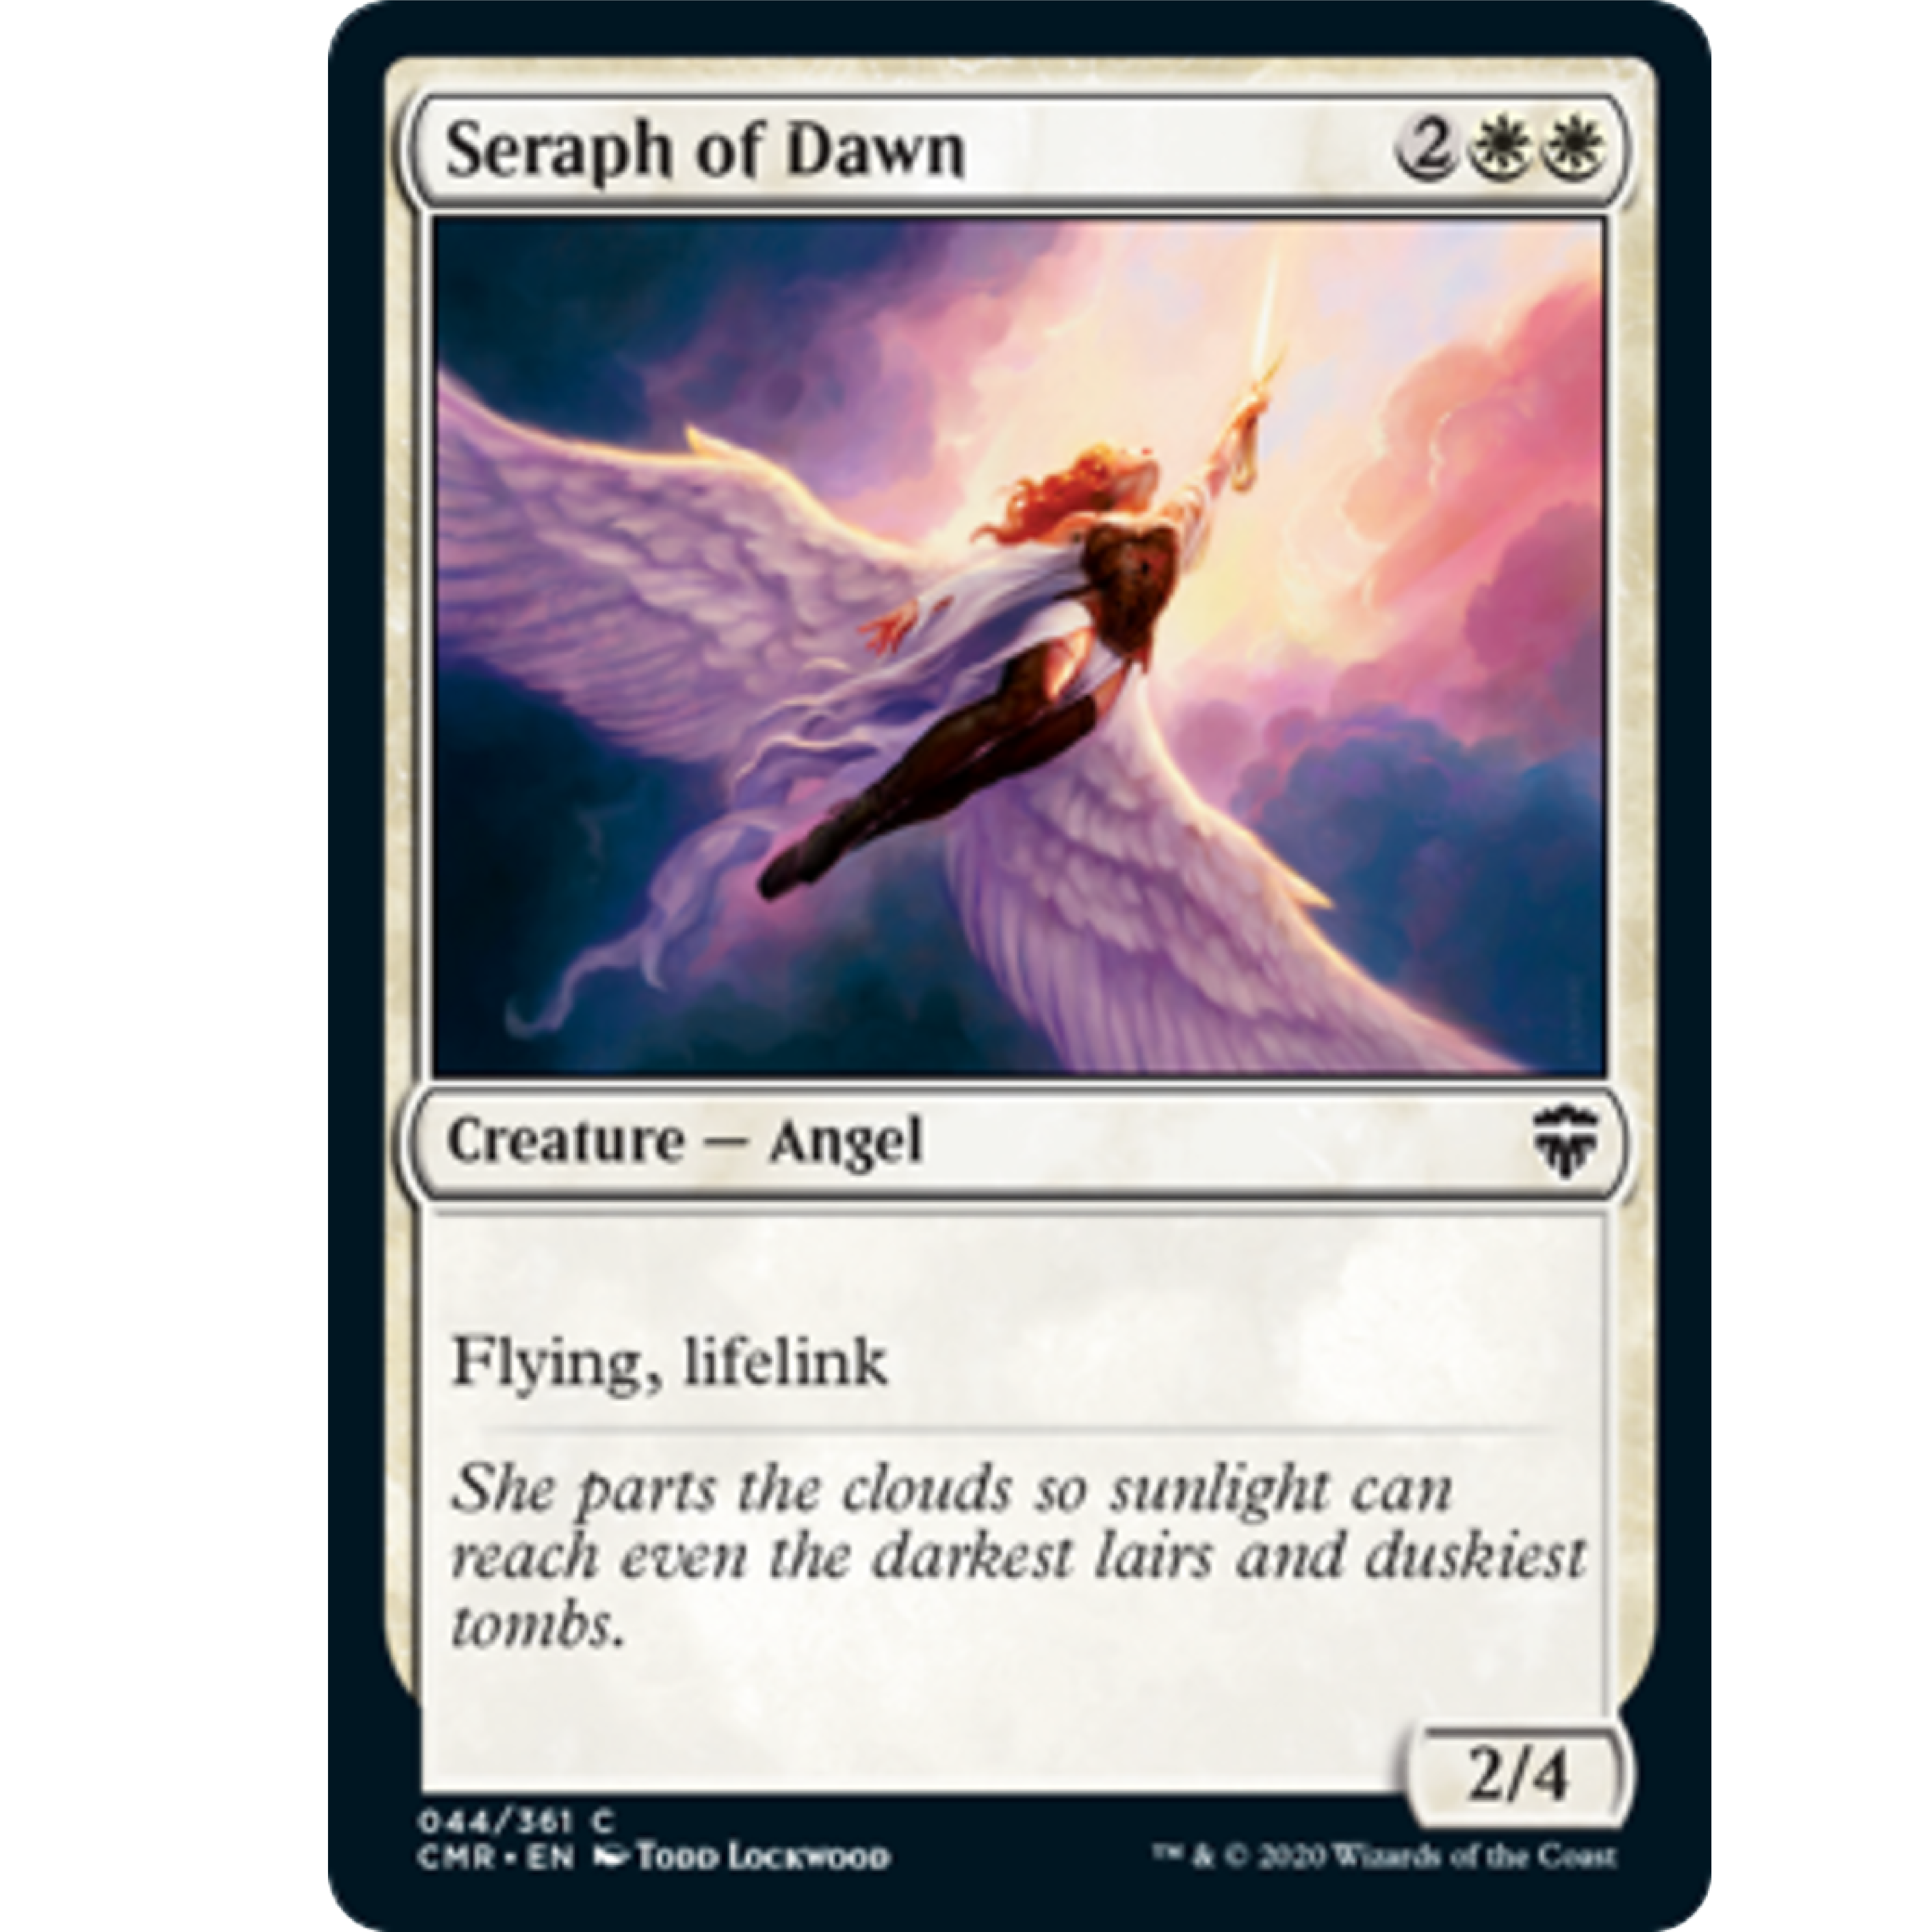 Seraph of Dawn 2
Creature — Angel
Flying, lifelink
She parts the clouds so sunlight can
reach even the darkest lairs and duskiest
tombs.
2/4
044/361 C
CMR • EN Todd Lockwood
™ & © 2020 Wizards of the Coast